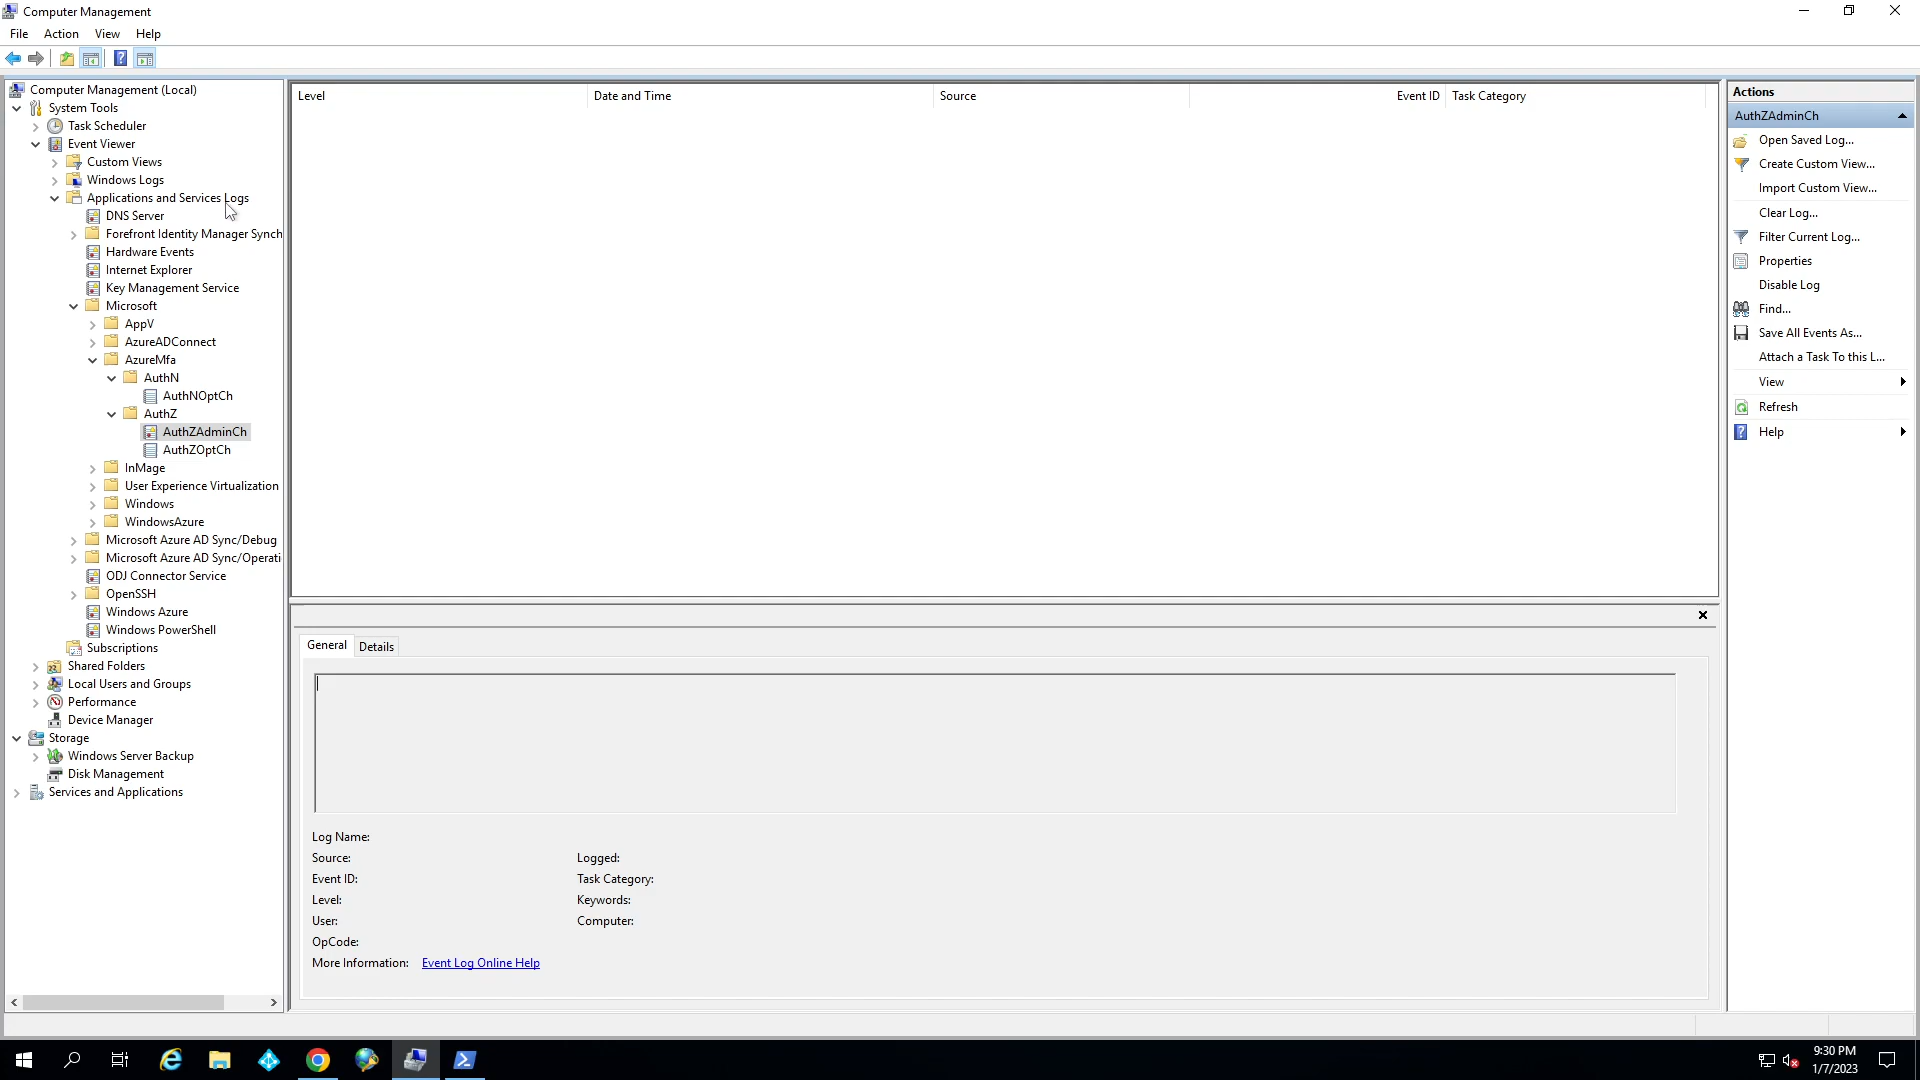 Computer Management
File Action View Help
Computer Management (Local)
System Tools
Task Scheduler
Event Viewer
Custom Views
Windows Logs
Applications and Services Logs
DNS Server
Forefront Identity Manager Synch
Hardware Events
Internet Explorer
Key Management Service
Microsoft
AppV
AzureADConnect
AzureMfa
AuthN
AuthNOptCh
AuthZ
AuthZAdminCh
AuthZOptCh
InMage
User Experience Virtualization
Windows
WindowsAzure
Microsoft Azure AD Sync/Debug
Microsoft Azure AD Sync/Operati
ODJ Connector Service
OpenSSH
Windows Azure
Windows PowerShell
Subscriptions
Shared Folders
Local Users and Groups
Performance
Device Manager
Storage
Windows Server Backup
Disk Management
Services and Applications
Level Date and Time Source Event ID Task Category
General Details
Log Name:
Source: Logged:
Event ID: Task Category:
Level: Keywords:
User: Computer:
OpCode:
More Information: Event Log Online Help
Actions
AuthZAdminCh
Open Saved Log...
Create Custom View...
Import Custom View...
Clear Log...
Filter Current Log...
Properties
Disable Log
Find...
Save All Events As...
Attach a Task To this L...
View
Refresh
Help
9:30 PM
1/7/2023